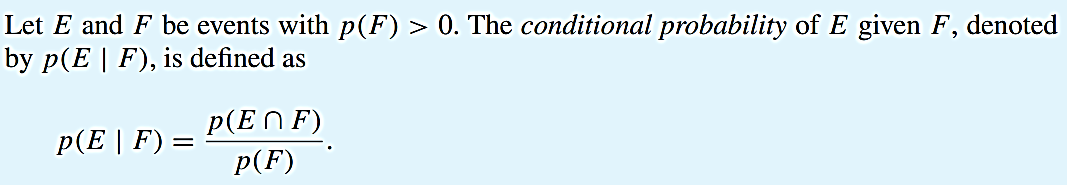 Let E and F be events with p(F) > 0. The conditional probability of E given F, denoted
by p(E | F), is defined as
p(E | F) = p(E ∩ F) / p(F).